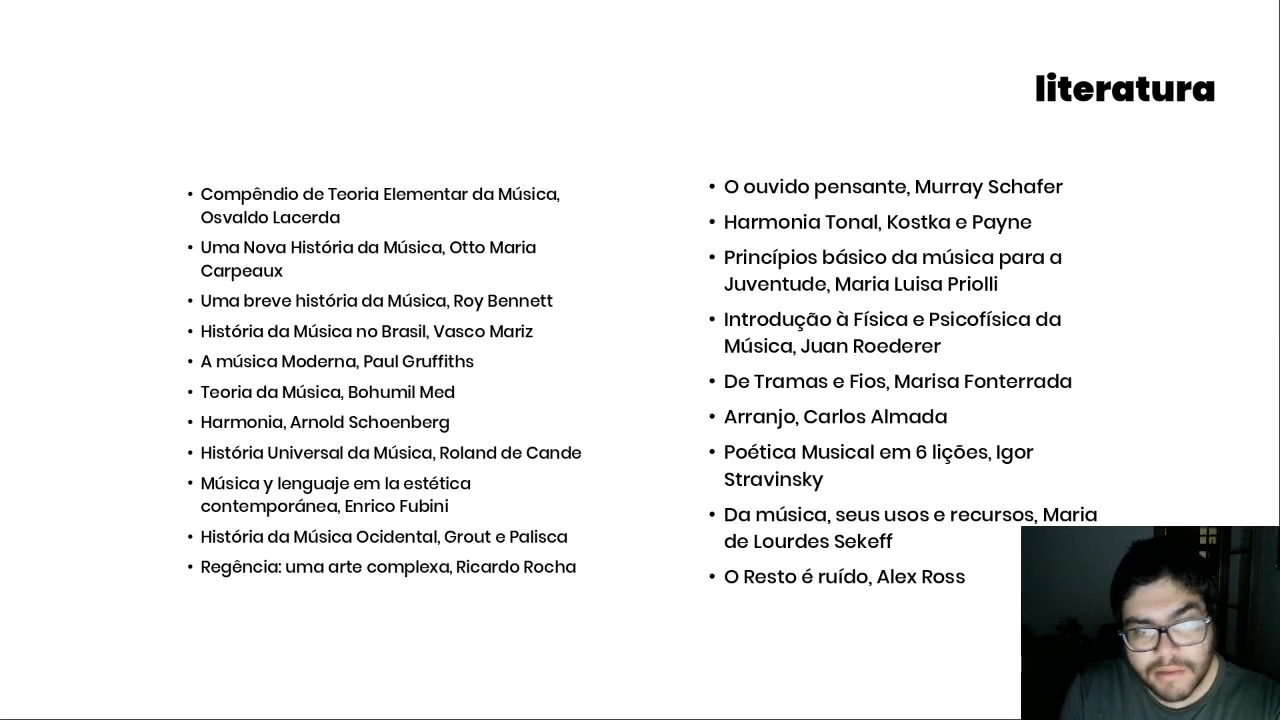 literatura
• Compêndio de Teoria Elementar da Música,
Osvaldo Lacerda
• Uma Nova História da Música, Otto Maria
Carpeaux
• Uma breve história da Música, Roy Bennett
• História da Música no Brasil, Vasco Mariz
• A música Moderna, Paul Gruffiths
• Teoria da Música, Bohumil Med
• Harmonia, Arnold Schoenberg
• História Universal da Música, Roland de Cande
• Música y lenguaje em la estética
contemporánea, Enrico Fubini
• História da Música Ocidental, Grout e Palisca
• Regência: uma arte complexa, Ricardo Rocha
• O ouvido pensante, Murray Schafer
• Harmonia Tonal, Kostka e Payne
• Princípios básico da música para a
Juventude, Maria Luisa Priolli
• Introdução à Física e Psicofísica da
Música, Juan Roederer
• De Tramas e Fios, Marisa Fonterrada
• Arranjo, Carlos Almada
• Poética Musical em 6 lições, Igor
Stravinsky
• Da música, seus usos e recursos, Maria
de Lourdes Sekeff
• O Resto é ruído, Alex Ross